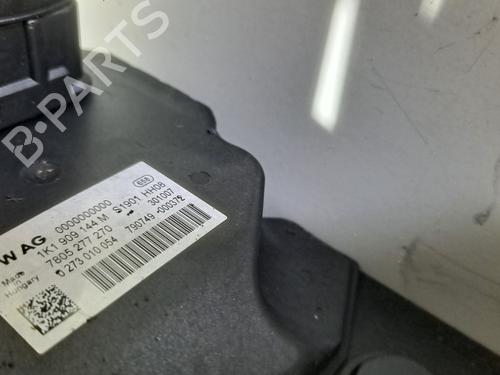 B-PARTS
658
W AG 0000000000
1K1 909 144 M S1901 HH08
7805 277 270 - 301007
Made in Hungary 0 273 010 054 790749 -00037